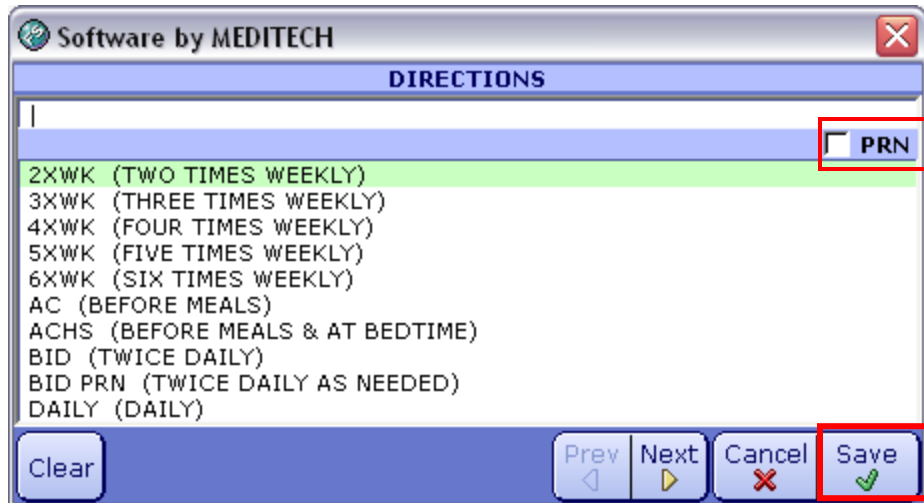 Software by MEDITECH
DIRECTIONS
PRN
2XWK (TWO TIMES WEEKLY)
3XWK (THREE TIMES WEEKLY)
4XWK (FOUR TIMES WEEKLY)
5XWK (FIVE TIMES WEEKLY)
6XWK (SIX TIMES WEEKLY)
AC (BEFORE MEALS)
ACHS (BEFORE MEALS & AT BEDTIME)
BID (TWICE DAILY)
BID PRN (TWICE DAILY AS NEEDED)
DAILY (DAILY)
Clear Prev Next Cancel Save